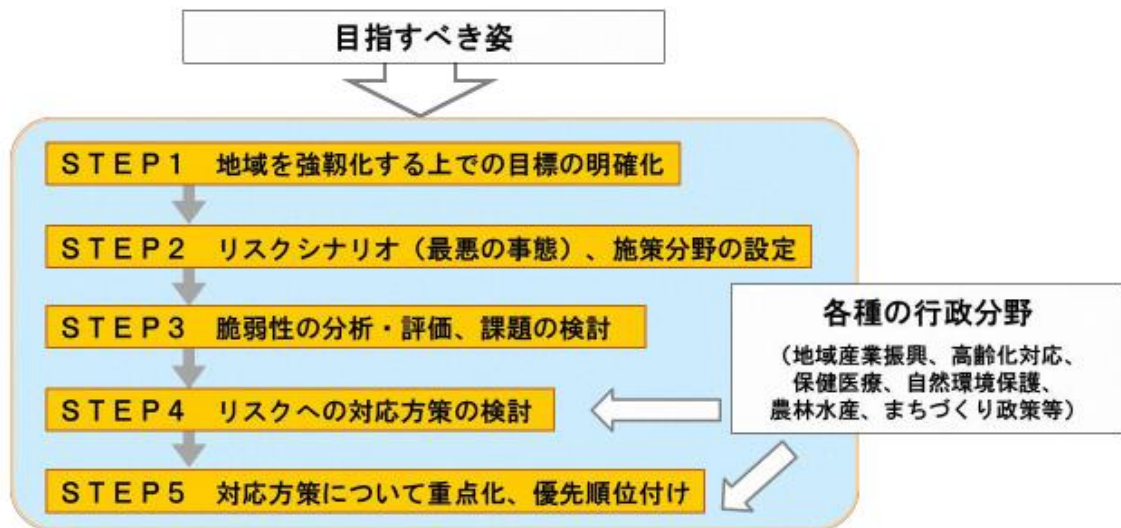 目指すべき姿
STEP1 地域を強靱化する上での目標の明確化
STEP2 リスクシナリオ（最悪の事態）、施策分野の設定
STEP3 脆弱性の分析・評価、課題の検討
STEP4 リスクへの対応方策の検討
STEP5 対応方策について重点化、優先順位付け
各種の行政分野
（地域産業振興、高齢化対応、
保健医療、自然環境保護、
農林水産、まちづくり政策等）